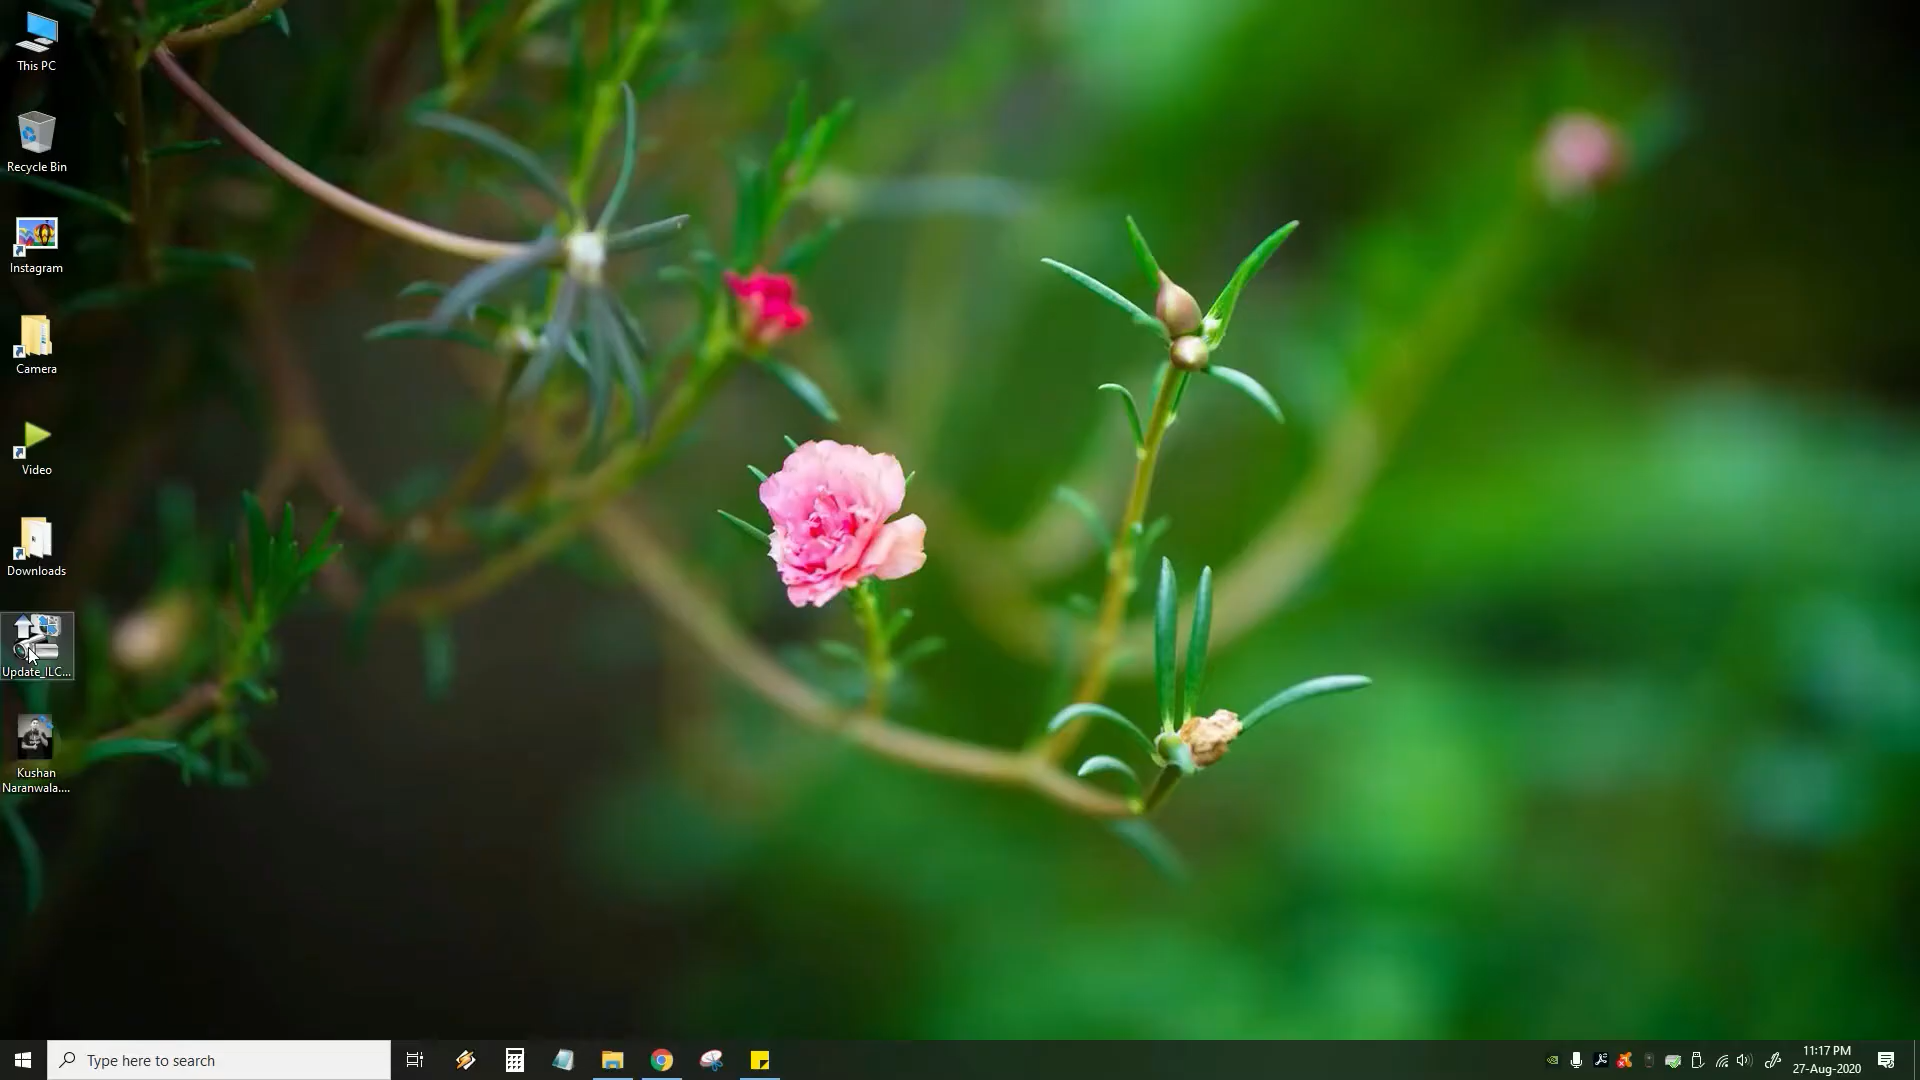 This PC
Recycle Bin
Instagram
Camera
Video
Downloads
Update_ILC...
Kushan
Naranwala....
Type here to search
11:17 PM
27-Aug-2020